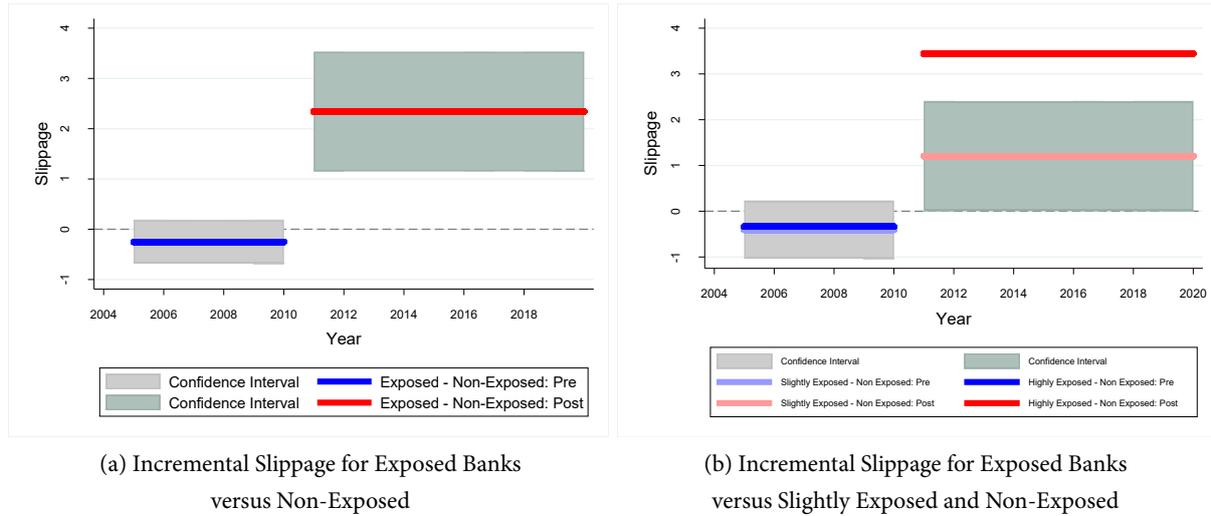 4
3
2
1
0
-1
Slippage
2004 2006 2008 2010 2012 2014 2016 2018
Year
Confidence Interval Exposed - Non-Exposed: Pre
Confidence Interval Exposed - Non-Exposed: Post
(a) Incremental Slippage for Exposed Banks
versus Non-Exposed
4
3
2
1
0
-1
Slippage
2004 2006 2008 2010 2012 2014 2016 2018 2020
Year
Confidence Interval Confidence Interval
Slightly Exposed - Non Exposed: Pre Highly Exposed - Non Exposed: Pre
Slightly Exposed - Non Exposed: Post Highly Exposed - Non Exposed: Post
(b) Incremental Slippage for Exposed Banks
versus Slightly Exposed and Non-Exposed